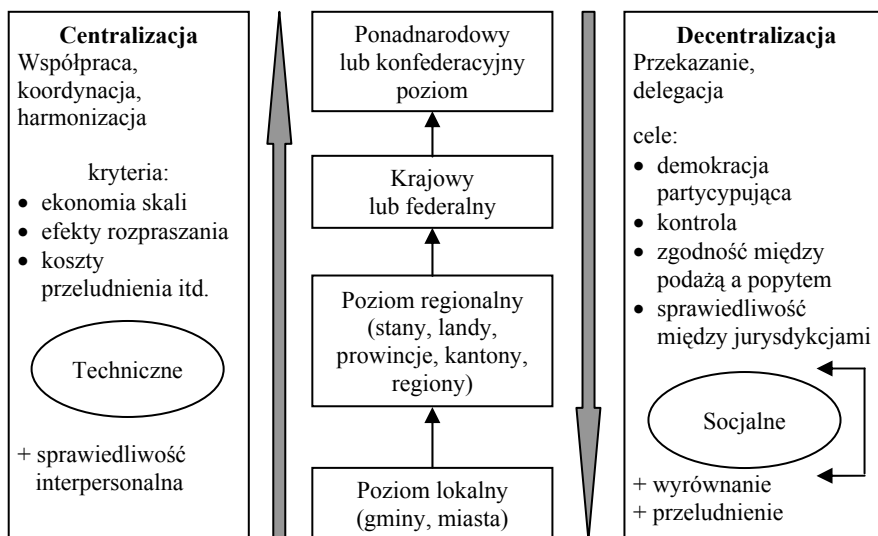 Centralizacja
Współpraca,
koordynacja,
harmonizacja
kryteria:
• ekonomia skali
• efekty rozpraszania
• koszty
przeludnienia itd.
Techniczne
+ sprawiedliwość
interpersonalna
Ponadnarodowy
lub konfederacyjny
poziom
Krajowy
lub federalny
Poziom regionalny
(stany, landy,
prowincje, kantony,
regiony)
Poziom lokalny
(gminy, miasta)
Decentralizacja
Przekazanie,
delegacja
cele:
• demokracja
partycypująca
• kontrola
• zgodność między
podażą a popytem
• sprawiedliwość
między jurysdykcjami
Socjalne
+ wyrównanie
+ przeludnienie